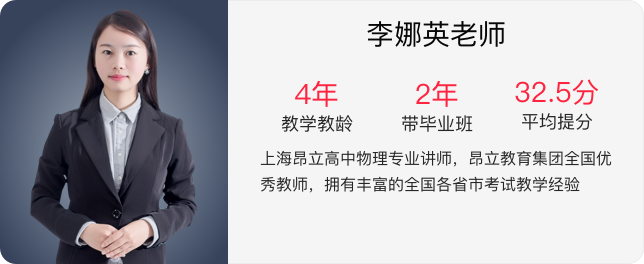 李娜英老师
4年
2年
32.5分
教学教龄
带毕业班
平均提分
上海昂立高中物理专业讲师，昂立教育集团全国优
秀教师，拥有丰富的全国各省市考试教学经验